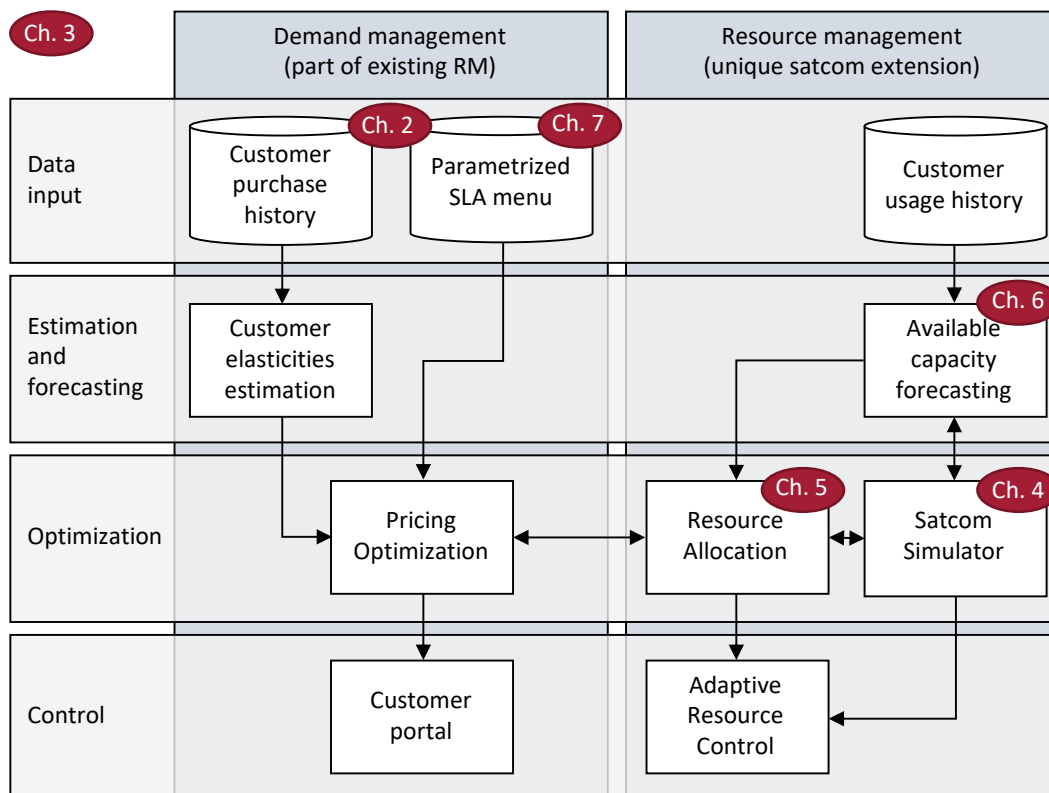 Ch. 3
Demand management
(part of existing RM)
Resource management
(unique satcom extension)
Data
input
Ch. 2
Customer
purchase
history
Ch. 7
Parametrized
SLA menu
Customer
usage history
Estimation
and
forecasting
Customer
elasticities
estimation
Ch. 6
Available
capacity
forecasting
Optimization
Pricing
Optimization
Ch. 5
Resource
Allocation
Ch. 4
Satcom
Simulator
Control
Customer
portal
Adaptive
Resource
Control